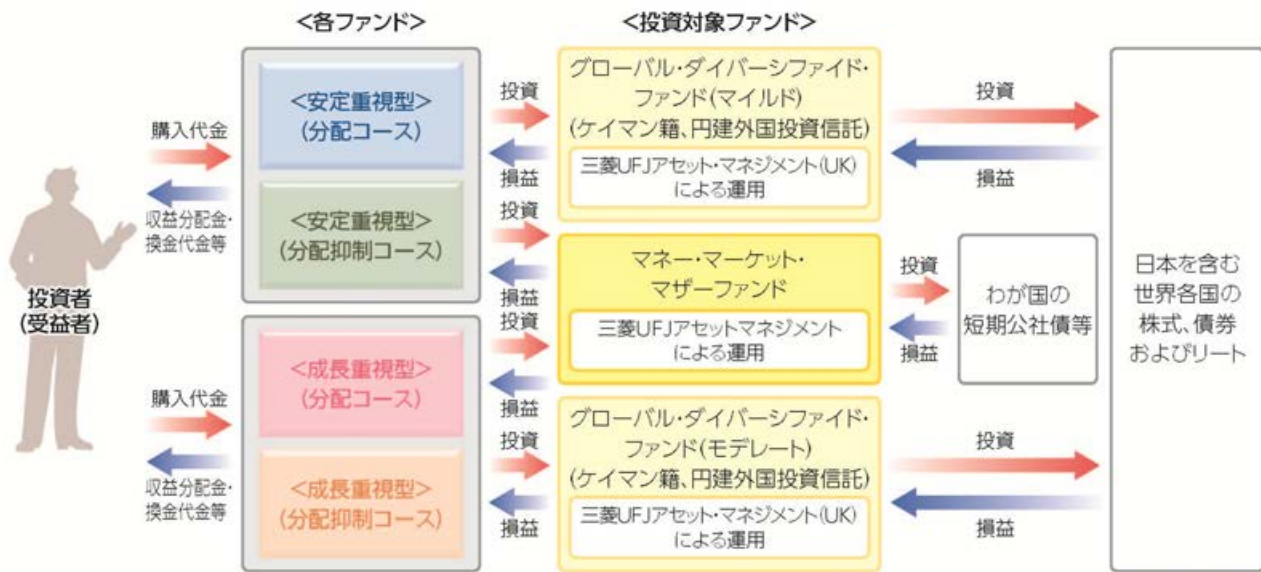 ＜各ファンド＞
＜投資対象ファンド＞
購入代金
収益分配金・
換金代金等
投資者
(受益者)
購入代金
収益分配金・
換金代金等
＜安定重視型＞
(分配コース)
＜安定重視型＞
(分配抑制コース)
＜成長重視型＞
(分配コース)
＜成長重視型＞
(分配抑制コース)
投資
損益
投資
損益
投資
損益
投資
損益
グローバル・ダイバーシファイド・
ファンド(マイルド)
(ケイマン籍、円建外国投資信託)
三菱UFJアセット・マネジメント(UK)
による運用
マネー・マーケット・
マザーファンド
三菱UFJアセットマネジメント
による運用
グローバル・ダイバーシファイド・
ファンド(モデレート)
(ケイマン籍、円建外国投資信託)
三菱UFJアセット・マネジメント(UK)
による運用
投資
損益
投資
損益
わが国の
短期公社債等
投資
損益
日本を含む
世界各国の
株式、債券
およびリート